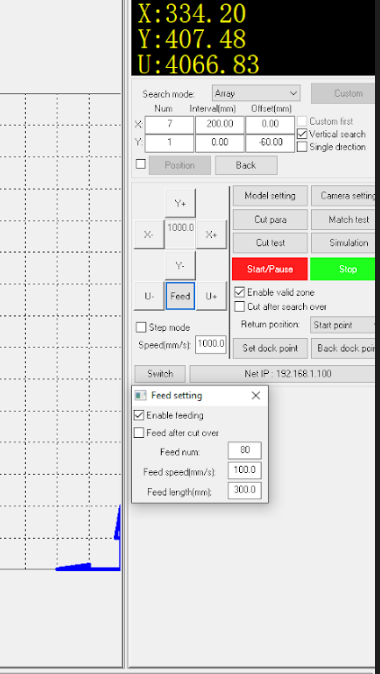 X:334.20
Y:407.48
U:4066.83
Search mode: Array Custom
Num Interval(mm) Offset(mm)
X: 7 200.00 0.00 Custom first
Y: 1 0.00 -60.00 Vertical search
Single drection
Position Back
Y+
X- 1000.0 X+
Y-
U- Feed U+
Step mode
Speed(mm/s): 1000.0
Model setting Camera setting
Cut para Match test
Cut test Simulation
Start/Pause Stop
Enable valid zone
Cut after search over
Return position: Start point
Set dock point Back dock poin
Switch Net IP : 192.168.1.100
Feed setting
Enable feeding
Feed after cut over
Feed num: 80
Feed speed(mm/s): 100.0
Feed length(mm): 300.0